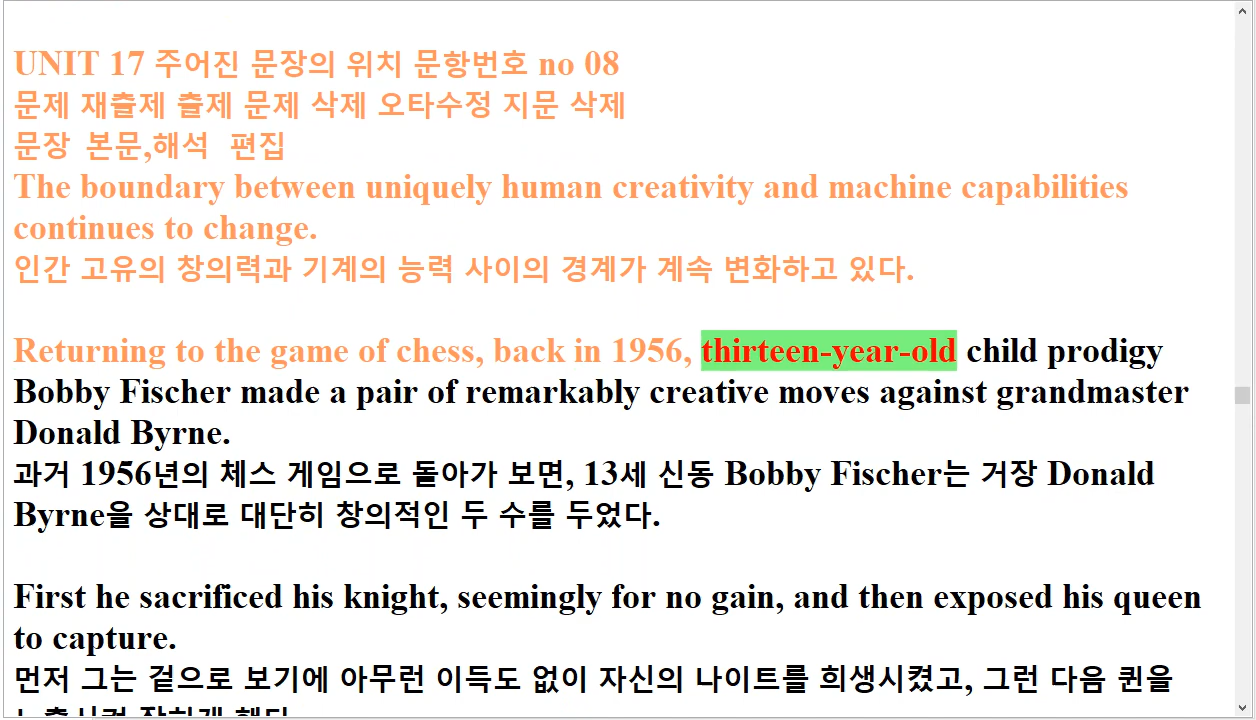 UNIT 17 주어진 문장의 위치 문항번호 no 08
문제 재출제 출제 문제 삭제 오타수정 지문 삭제
문장 본문,해석 편집
The boundary between uniquely human creativity and machine capabilities
continues to change.
인간 고유의 창의력과 기계의 능력 사이의 경계가 계속 변화하고 있다.
Returning to the game of chess, back in 1956, thirteen-year-old child prodigy
Bobby Fischer made a pair of remarkably creative moves against grandmaster
Donald Byrne.
과거 1956년의 체스 게임으로 돌아가 보면, 13세 신동 Bobby Fischer는 거장 Donald
Byrne을 상대로 대단히 창의적인 두 수를 두었다.
First he sacrificed his knight, seemingly for no gain, and then exposed his queen
to capture.
먼저 그는 겉으로 보기에 아무런 이득도 없이 자신의 나이트를 희생시켰고, 그런 다음 퀸을